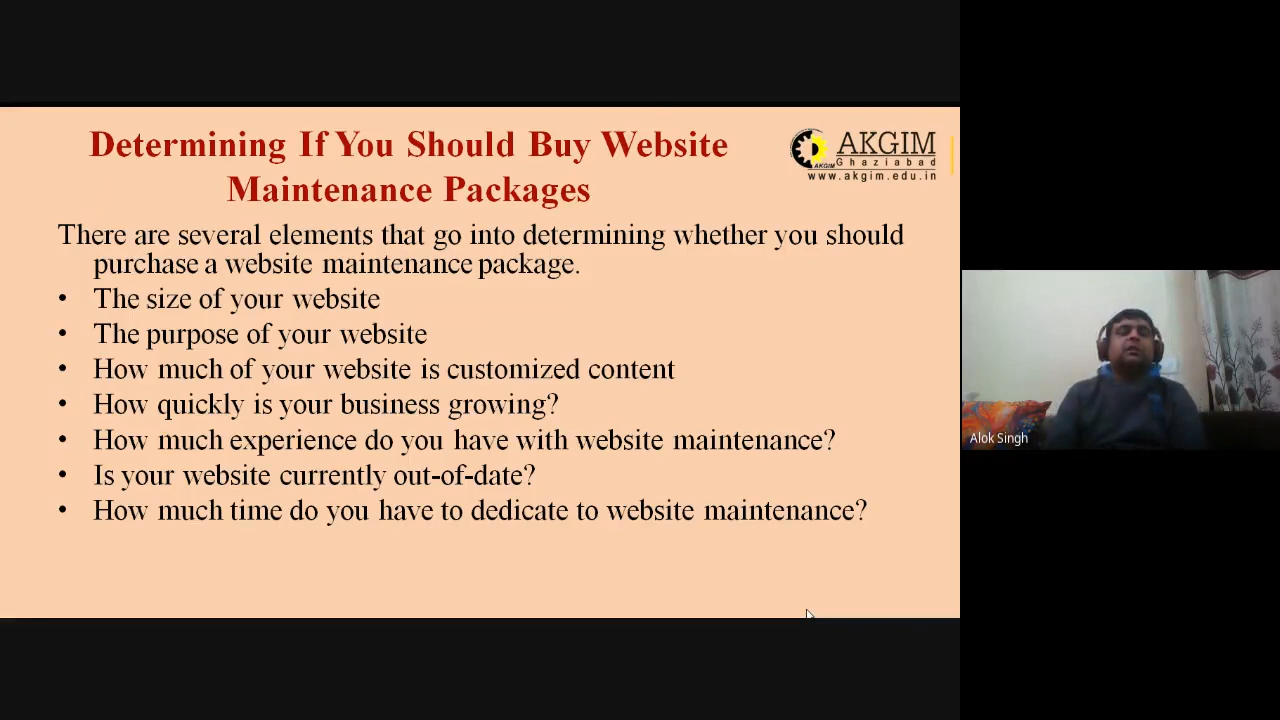 Determining If You Should Buy Website
Maintenance Packages
AKGIM
Ghaziabad
AKGIM
www.akgim.edu.in
There are several elements that go into determining whether you should
purchase a website maintenance package.
• The size of your website
• The purpose of your website
• How much of your website is customized content
• How quickly is your business growing?
• How much experience do you have with website maintenance?
• Is your website currently out-of-date?
• How much time do you have to dedicate to website maintenance?
Alok Singh